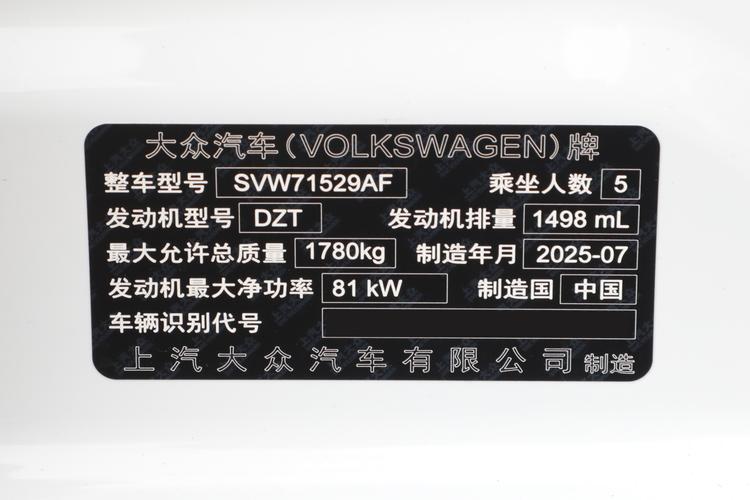 大众汽车(VOLKSWAGEN)牌
整车型号 SVW71529AF 乘坐人数 5
发动机型号 DZT 发动机排量 1498 mL
最大允许总质量 1780kg 制造年月 2025-07
发动机最大净功率 81 kW 制造国 中国
车辆识别代号
上汽大众汽车有限公司 制造